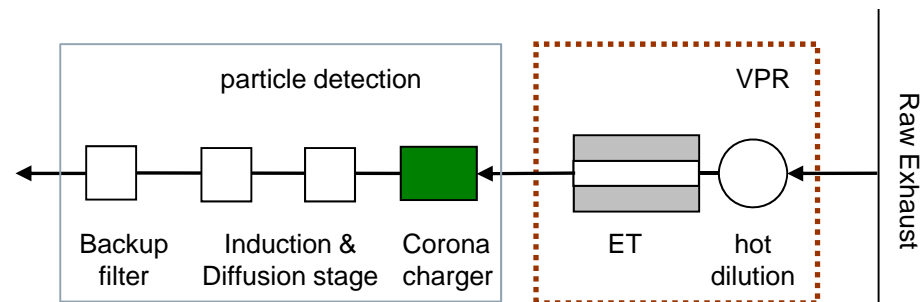 particle detection
VPR
Raw Exhaust
Backup
filter
Induction &
Diffusion stage
Corona
charger
ET
hot
dilution